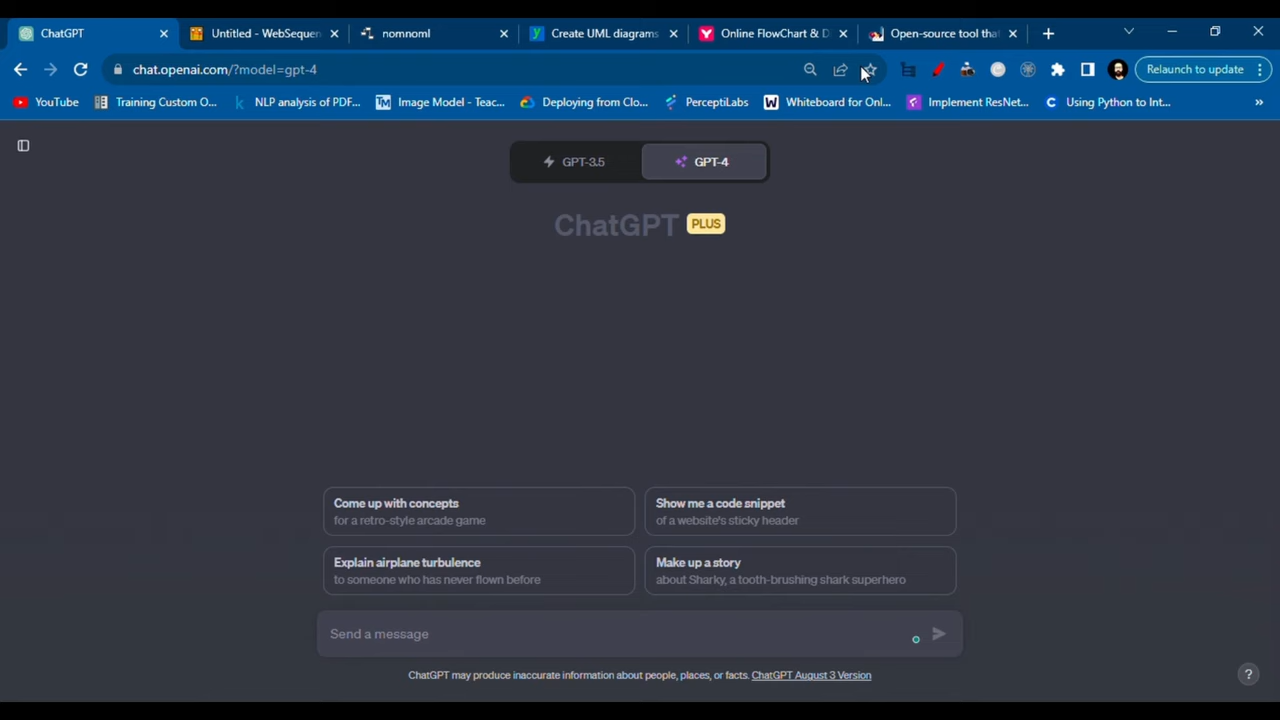 ChatGPT
Untitled - WebSequen
nomnoml
Create UML diagrams
Online FlowChart & D
Open-source tool tha
chat.openai.com/?model=gpt-4
Relaunch to update
YouTube
Training Custom O...
NLP analysis of PDF...
Image Model - Teac...
Deploying from Clo...
PerceptiLabs
Whiteboard for Onl...
Implement ResNet...
Using Python to Int...
GPT-3.5
GPT-4
ChatGPT PLUS
Come up with concepts
for a retro-style arcade game
Show me a code snippet
of a website's sticky header
Explain airplane turbulence
to someone who has never flown before
Make up a story
about Sharky, a tooth-brushing shark superhero
Send a message
ChatGPT may produce inaccurate information about people, places, or facts. ChatGPT August 3 Version